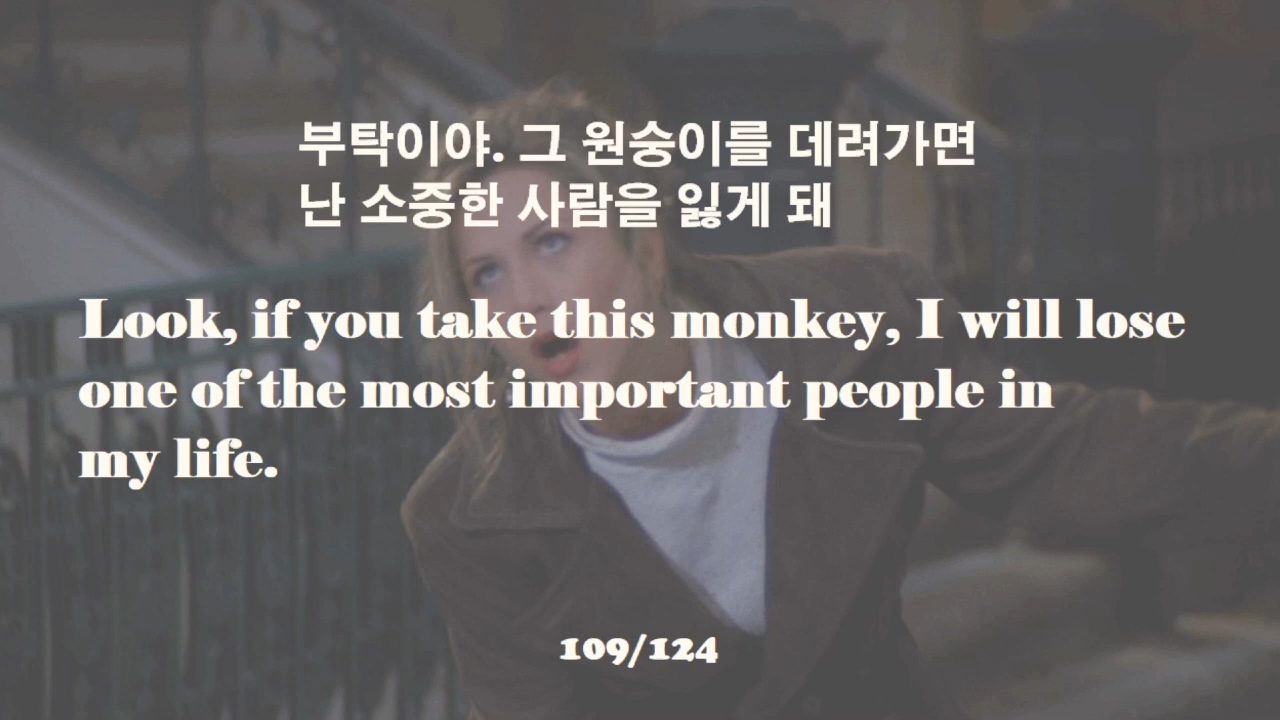 부탁이야. 그 원숭이를 데려가면
난 소중한 사람을 잃게 돼
Look, if you take this monkey, I will lose
one of the most important people in
my life.
109/124